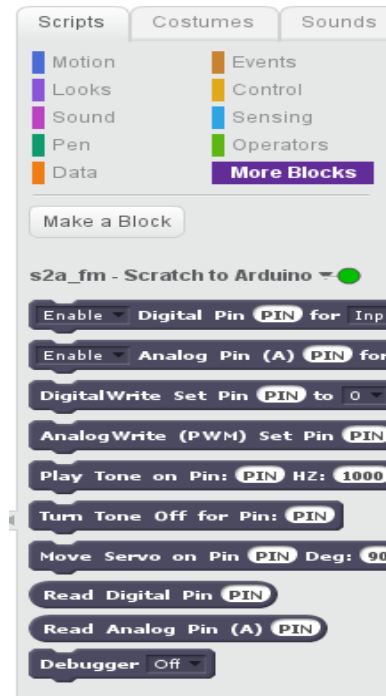 Scripts Costumes Sounds
Motion Events
Looks Control
Sound Sensing
Pen Operators
Data More Blocks
Make a Block
s2a_fm - Scratch to Arduino
Enable Digital Pin PIN for Inp
Enable Analog Pin (A) PIN for
DigitalWrite Set Pin PIN to 0
AnalogWrite (PWM) Set Pin PIN
Play Tone on Pin: PIN HZ: 1000
Turn Tone Off for Pin: PIN
Move Servo on Pin PIN Deg: 90
Read Digital Pin PIN
Read Analog Pin (A) PIN
Debugger Off